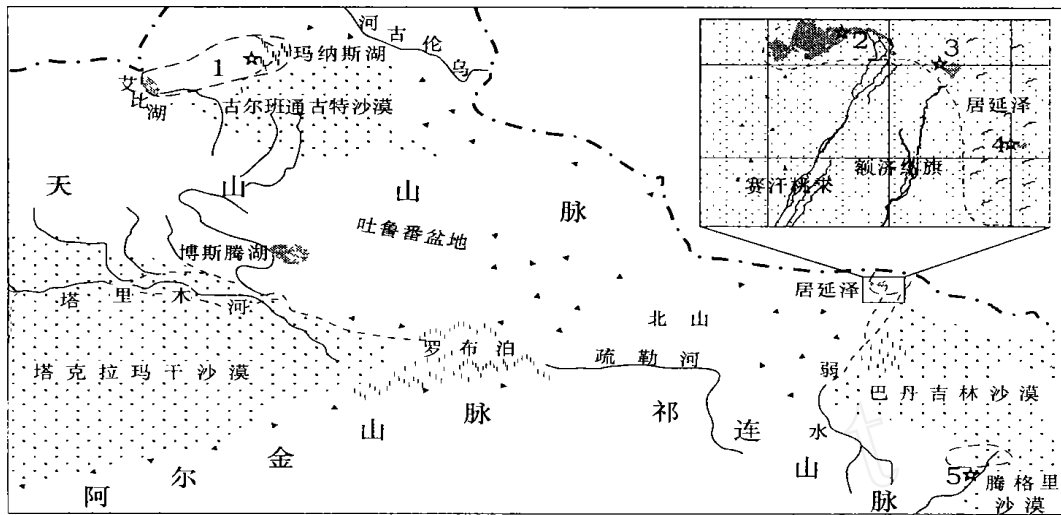 乌伦古河
玛纳斯湖
1
艾比湖
古尔班通古特沙漠
天山山脉
吐鲁番盆地
博斯腾湖
塔里木河
罗布泊
北山
疏勒河
塔克拉玛干沙漠
阿尔金山脉
祁连山脉
弱水
居延泽
巴丹吉林沙漠
5
腾格里沙漠
2
3
居延泽
4
赛汗桃来
额济纳旗